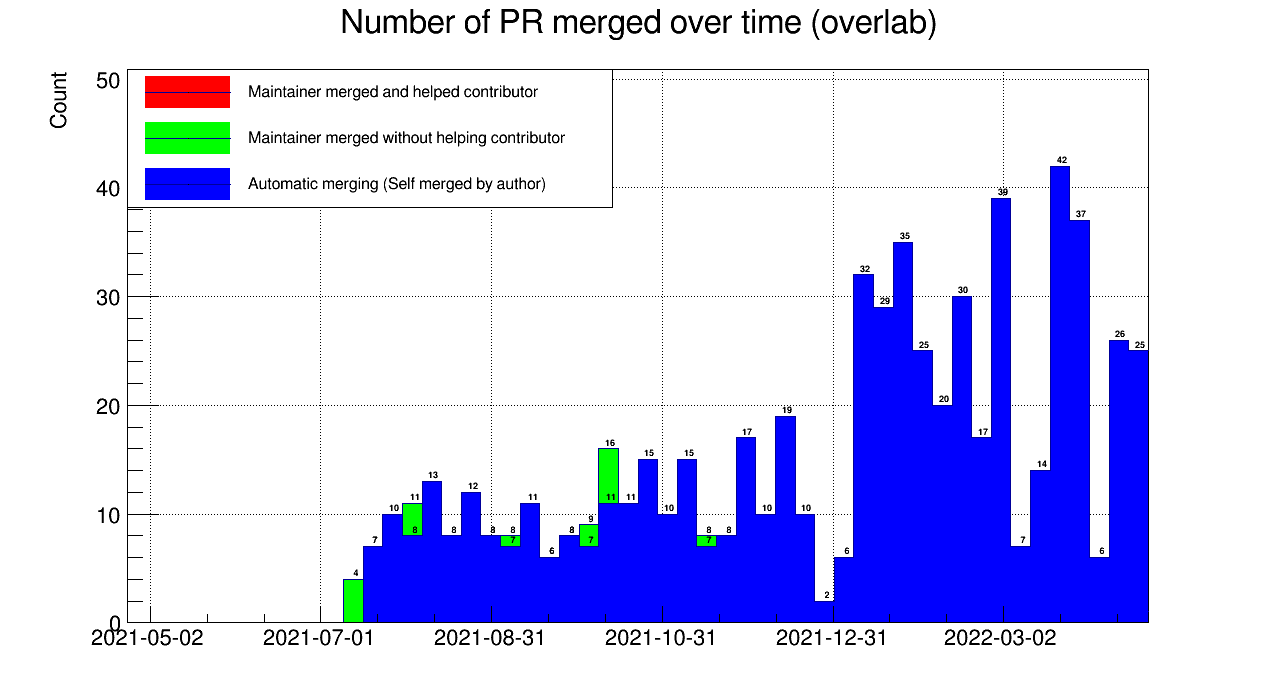 Number of PR merged over time (overlab)
Count
50
40
30
20
10
0
Maintainer merged and helped contributor
Maintainer merged without helping contributor
Automatic merging (Self merged by author)
4 7 10 11 8 13 8 12 8 8 7 11 6 8 9 7 16 11 11 15 10 15 8 7 8 17 10 19 10 2 6 32 29 35 25 20 30 17 39 7 14 42 37 6 26 25
2021-05-02 2021-07-01 2021-08-31 2021-10-31 2021-12-31 2022-03-02